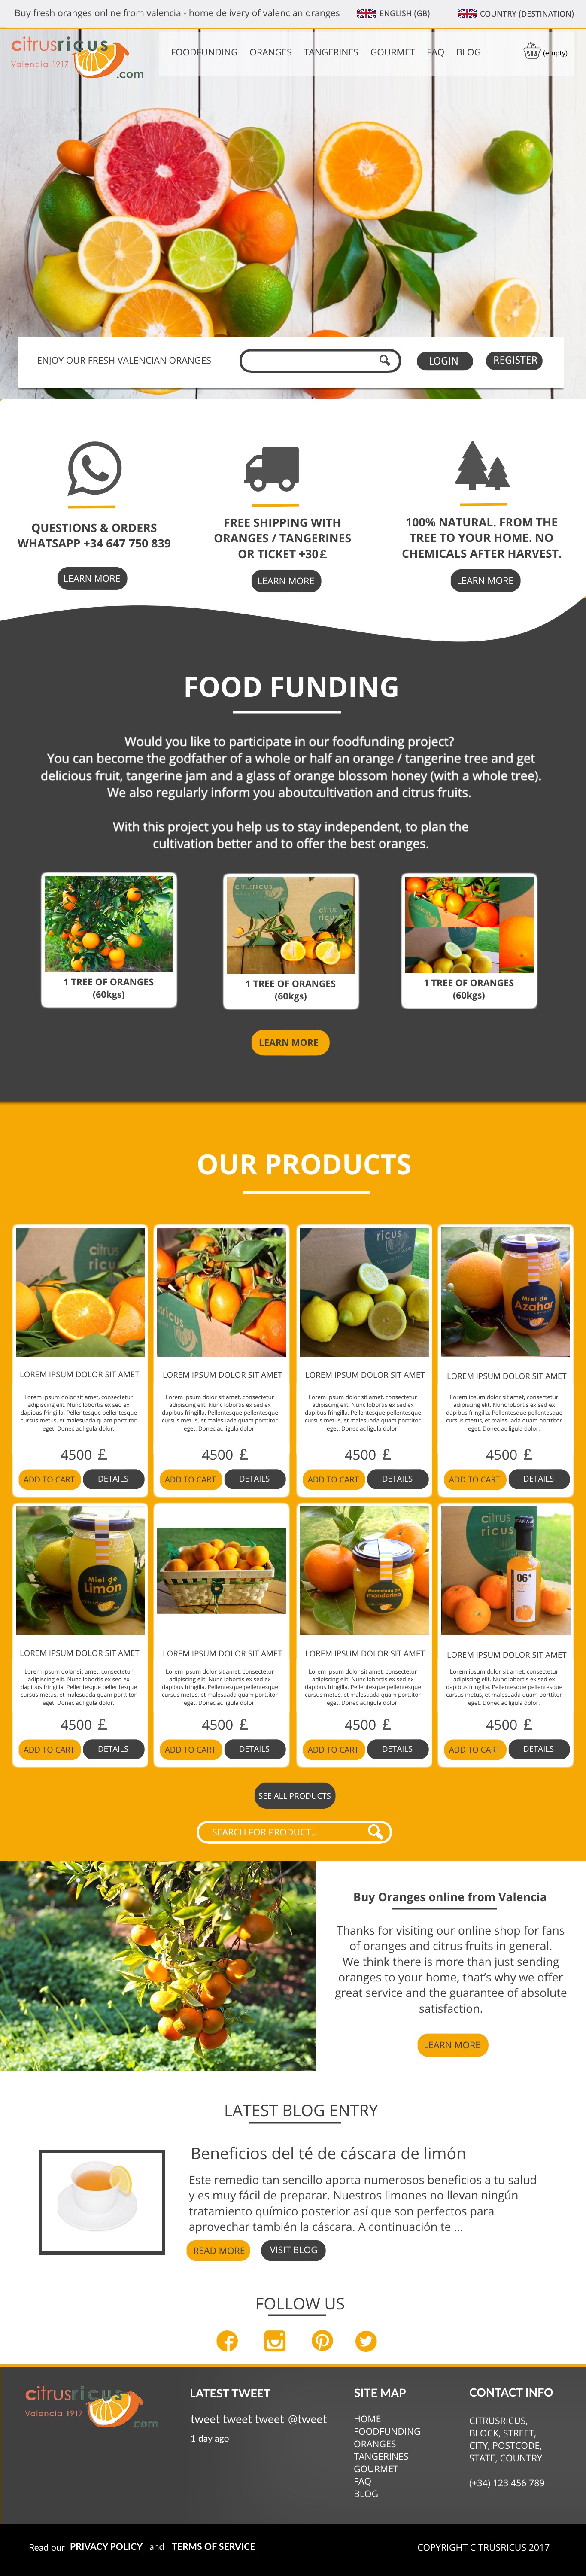 Buy fresh oranges online from valencia - home delivery of valencian oranges
ENGLISH (GB)
COUNTRY (DESTINATION)
citrusricus
Valencia 1917
.com
FOODFUNDING ORANGES TANGERINES GOURMET FAQ BLOG
(empty)
ENJOY OUR FRESH VALENCIAN ORANGES
LOGIN
REGISTER
QUESTIONS & ORDERS
WHATSAPP +34 647 750 839
LEARN MORE
FREE SHIPPING WITH
ORANGES / TANGERINES
OR TICKET +30£
LEARN MORE
100% NATURAL. FROM THE
TREE TO YOUR HOME. NO
CHEMICALS AFTER HARVEST.
LEARN MORE
FOOD FUNDING
Would you like to participate in our foodfunding project?
You can become the godfather of a whole or half an orange / tangerine tree and get
delicious fruit, tangerine jam and a glass of orange blossom honey (with a whole tree).
We also regularly inform you aboutcultivation and citrus fruits.
With this project you help us to stay independent, to plan the
cultivation better and to offer the best oranges.
1 TREE OF ORANGES
(60kgs)
citrusricus
citrus
ricus
1 TREE OF ORANGES
(60kgs)
1 TREE OF ORANGES
(60kgs)
LEARN MORE
OUR PRODUCTS
citrus
ricus
LOREM IPSUM DOLOR SIT AMET
Lorem ipsum dolor sit amet, consectetur
adipiscing elit. Nunc lobortis ex sed ex
dapibus fringilla. Pellentesque pellentesque
cursus metus, et malesuada quam porttitor
eget. Donec ac ligula dolor.
4500 £
ADD TO CART
DETAILS
LOREM IPSUM DOLOR SIT AMET
Lorem ipsum dolor sit amet, consectetur
adipiscing elit. Nunc lobortis ex sed ex
dapibus fringilla. Pellentesque pellentesque
cursus metus, et malesuada quam porttitor
eget. Donec ac ligula dolor.
4500 £
ADD TO CART
DETAILS
ricus
LOREM IPSUM DOLOR SIT AMET
Lorem ipsum dolor sit amet, consectetur
adipiscing elit. Nunc lobortis ex sed ex
dapibus fringilla. Pellentesque pellentesque
cursus metus, et malesuada quam porttitor
eget. Donec ac ligula dolor.
4500 £
ADD TO CART
DETAILS
Miel de
Azahar
LOREM IPSUM DOLOR SIT AMET
Lorem ipsum dolor sit amet, consectetur
adipiscing elit. Nunc lobortis ex sed ex
dapibus fringilla. Pellentesque pellentesque
cursus metus, et malesuada quam porttitor
eget. Donec ac ligula dolor.
4500 £
ADD TO CART
DETAILS
Miel de
Limón
LOREM IPSUM DOLOR SIT AMET
Lorem ipsum dolor sit amet, consectetur
adipiscing elit. Nunc lobortis ex sed ex
dapibus fringilla. Pellentesque pellentesque
cursus metus, et malesuada quam porttitor
eget. Donec ac ligula dolor.
4500 £
ADD TO CART
DETAILS
LOREM IPSUM DOLOR SIT AMET
Lorem ipsum dolor sit amet, consectetur
adipiscing elit. Nunc lobortis ex sed ex
dapibus fringilla. Pellentesque pellentesque
cursus metus, et malesuada quam porttitor
eget. Donec ac ligula dolor.
4500 £
ADD TO CART
DETAILS
Mermelada de
mandarina
LOREM IPSUM DOLOR SIT AMET
Lorem ipsum dolor sit amet, consectetur
adipiscing elit. Nunc lobortis ex sed ex
dapibus fringilla. Pellentesque pellentesque
cursus metus, et malesuada quam porttitor
eget. Donec ac ligula dolor.
4500 £
ADD TO CART
DETAILS
citrus
ricus
06
LOREM IPSUM DOLOR SIT AMET
Lorem ipsum dolor sit amet, consectetur
adipiscing elit. Nunc lobortis ex sed ex
dapibus fringilla. Pellentesque pellentesque
cursus metus, et malesuada quam porttitor
eget. Donec ac ligula dolor.
4500 £
ADD TO CART
DETAILS
SEE ALL PRODUCTS
SEARCH FOR PRODUCT...
Buy Oranges online from Valencia
Thanks for visiting our online shop for fans
of oranges and citrus fruits in general.
We think there is more than just sending
oranges to your home, that's why we offer
great service and the guarantee of absolute
satisfaction.
LEARN MORE
LATEST BLOG ENTRY
Beneficios del té de cáscara de limón
Este remedio tan sencillo aporta numerosos beneficios a tu salud
y es muy fácil de preparar. Nuestros limones no llevan ningún
tratamiento químico posterior así que son perfectos para
aprovechar también la cáscara. A continuación te ...
READ MORE
VISIT BLOG
FOLLOW US
citrusricus
Valencia 1917
.com
LATEST TWEET
tweet tweet tweet @tweet
1 day ago
SITE MAP
HOME
FOODFUNDING
ORANGES
TANGERINES
GOURMET
FAQ
BLOG
CONTACT INFO
CITRUSRICUS,
BLOCK, STREET,
CITY, POSTCODE,
STATE, COUNTRY
(+34) 123 456 789
Read our PRIVACY POLICY and TERMS OF SERVICE
COPYRIGHT CITRUSRICUS 2017